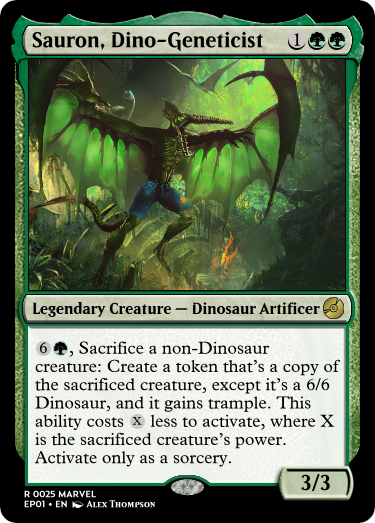 Sauron, Dino-Geneticist 1
Legendary Creature — Dinosaur Artificer
6, Sacrifice a non-Dinosaur
creature: Create a token that's a copy of
the sacrificed creature, except it's a 6/6
Dinosaur, and it gains trample. This
ability costs X less to activate, where X
is the sacrificed creature's power.
Activate only as a sorcery.
3/3
R 0025 MARVEL
EP01 • EN Alex Thompson